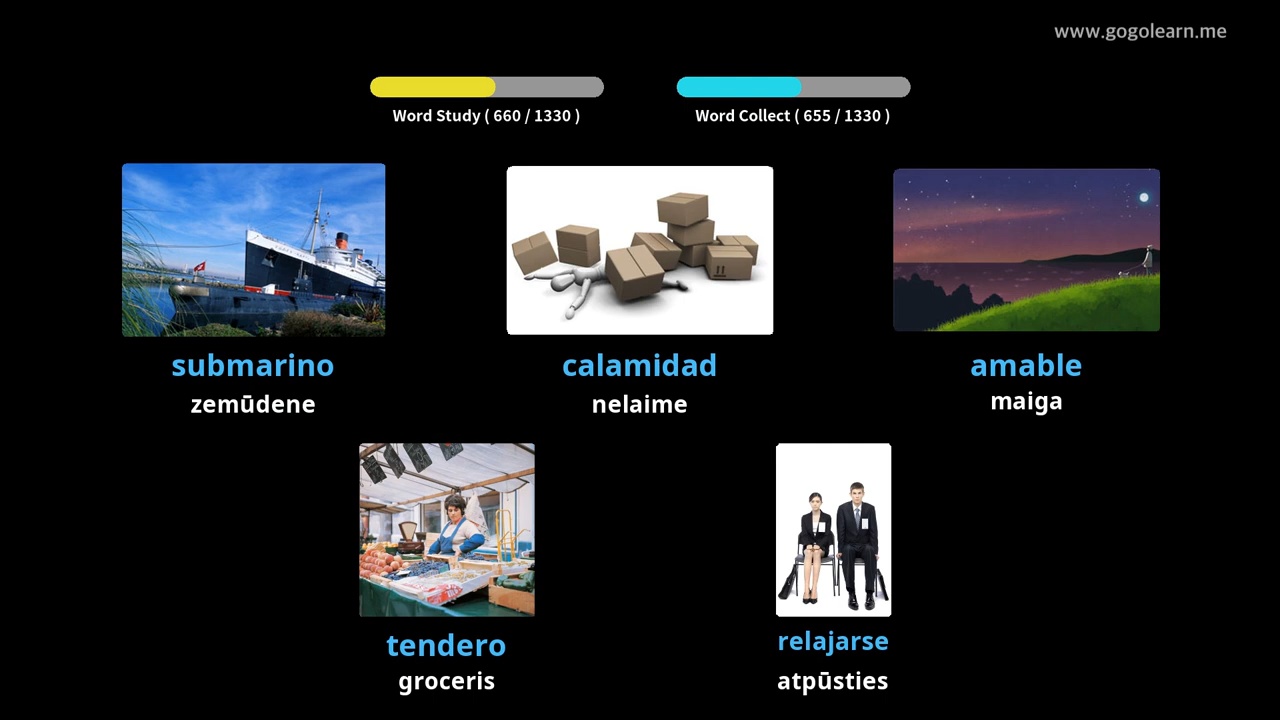 www.gogolearn.me
Word Study ( 660 / 1330 )
Word Collect ( 655 / 1330 )
submarino
zemūdene
calamidad
nelaime
amable
maiga
tendero
groceris
relajarse
atpūsties